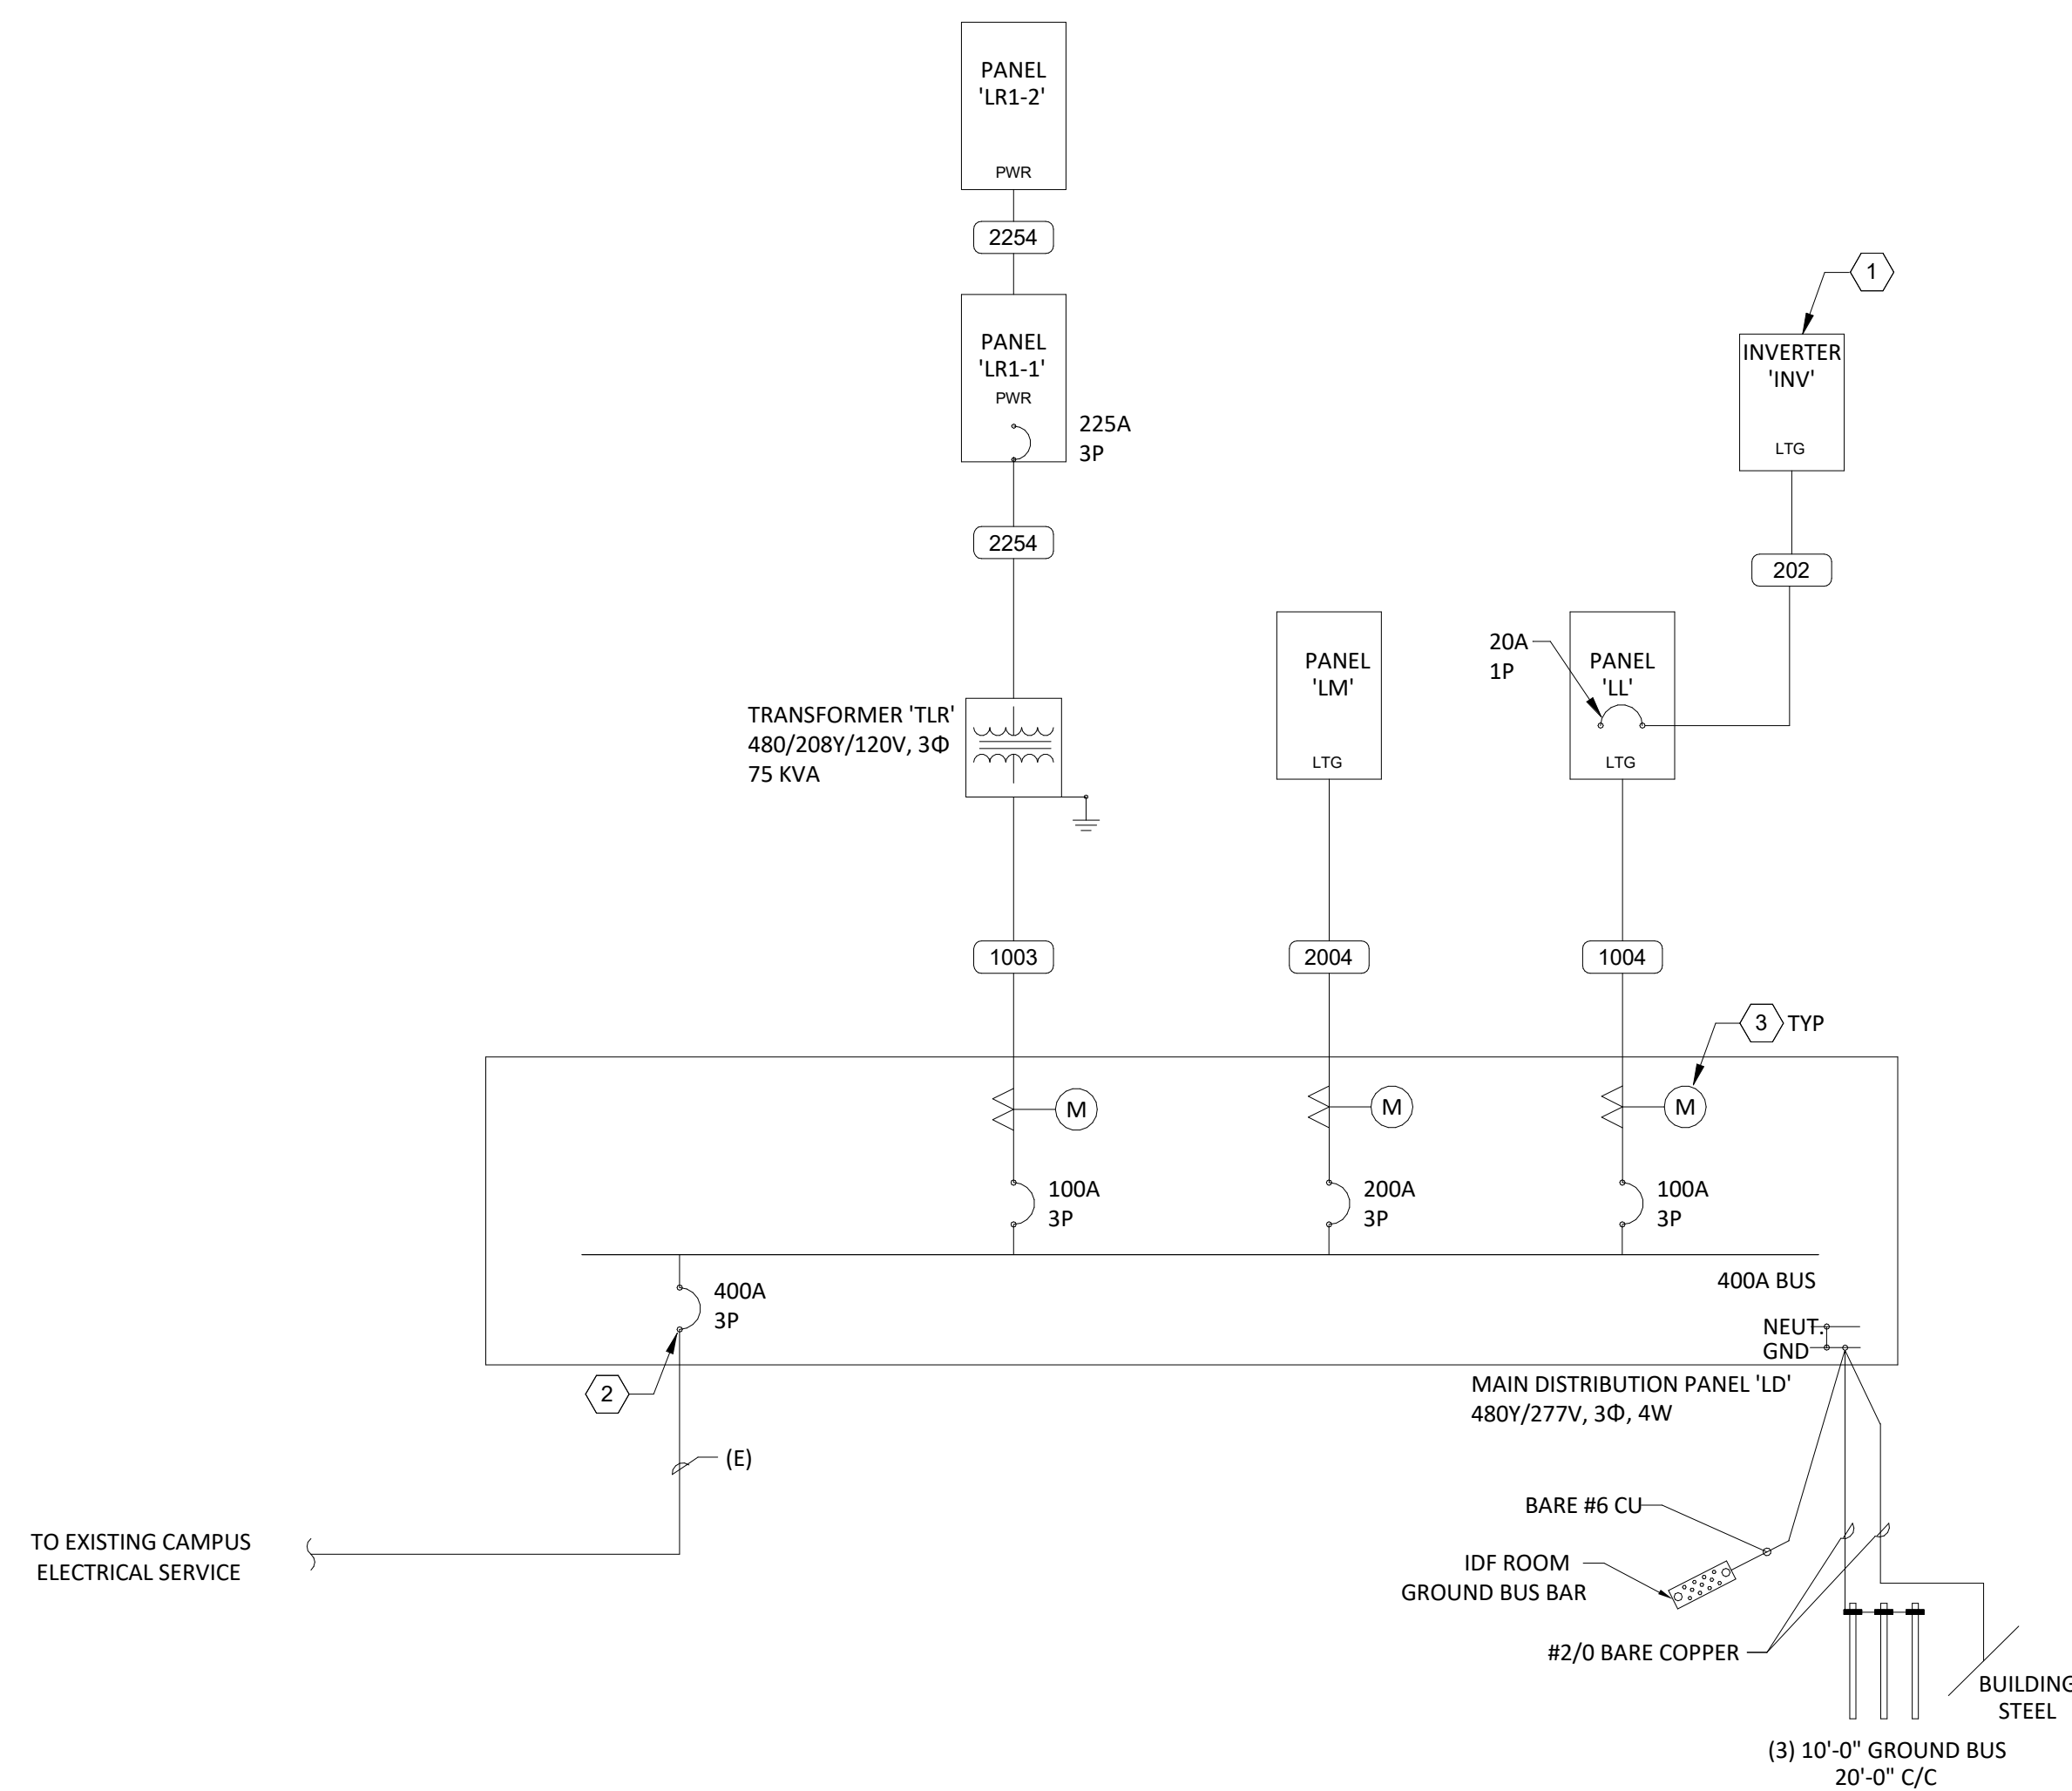 PANEL
'LR1-2'
PWR
2254
1
PANEL
'LR1-1'
PWR
225A
3P
INVERTER
'INV'
LTG
2254
202
20A
1P
PANEL
'LM'
LTG
PANEL
'LL'
LTG
TRANSFORMER 'TLR'
480/208Y/120V, 3Φ
75 KVA
1003
2004
1004
3 TYP
M
M
M
100A
3P
200A
3P
100A
3P
400A
3P
400A BUS
NEUT.
GND
2
MAIN DISTRIBUTION PANEL 'LD'
480Y/277V, 3Φ, 4W
(E)
BARE #6 CU
TO EXISTING CAMPUS
ELECTRICAL SERVICE
IDF ROOM
GROUND BUS BAR
#2/0 BARE COPPER
BUILDING
STEEL
(3) 10'-0" GROUND BUS
20'-0" C/C